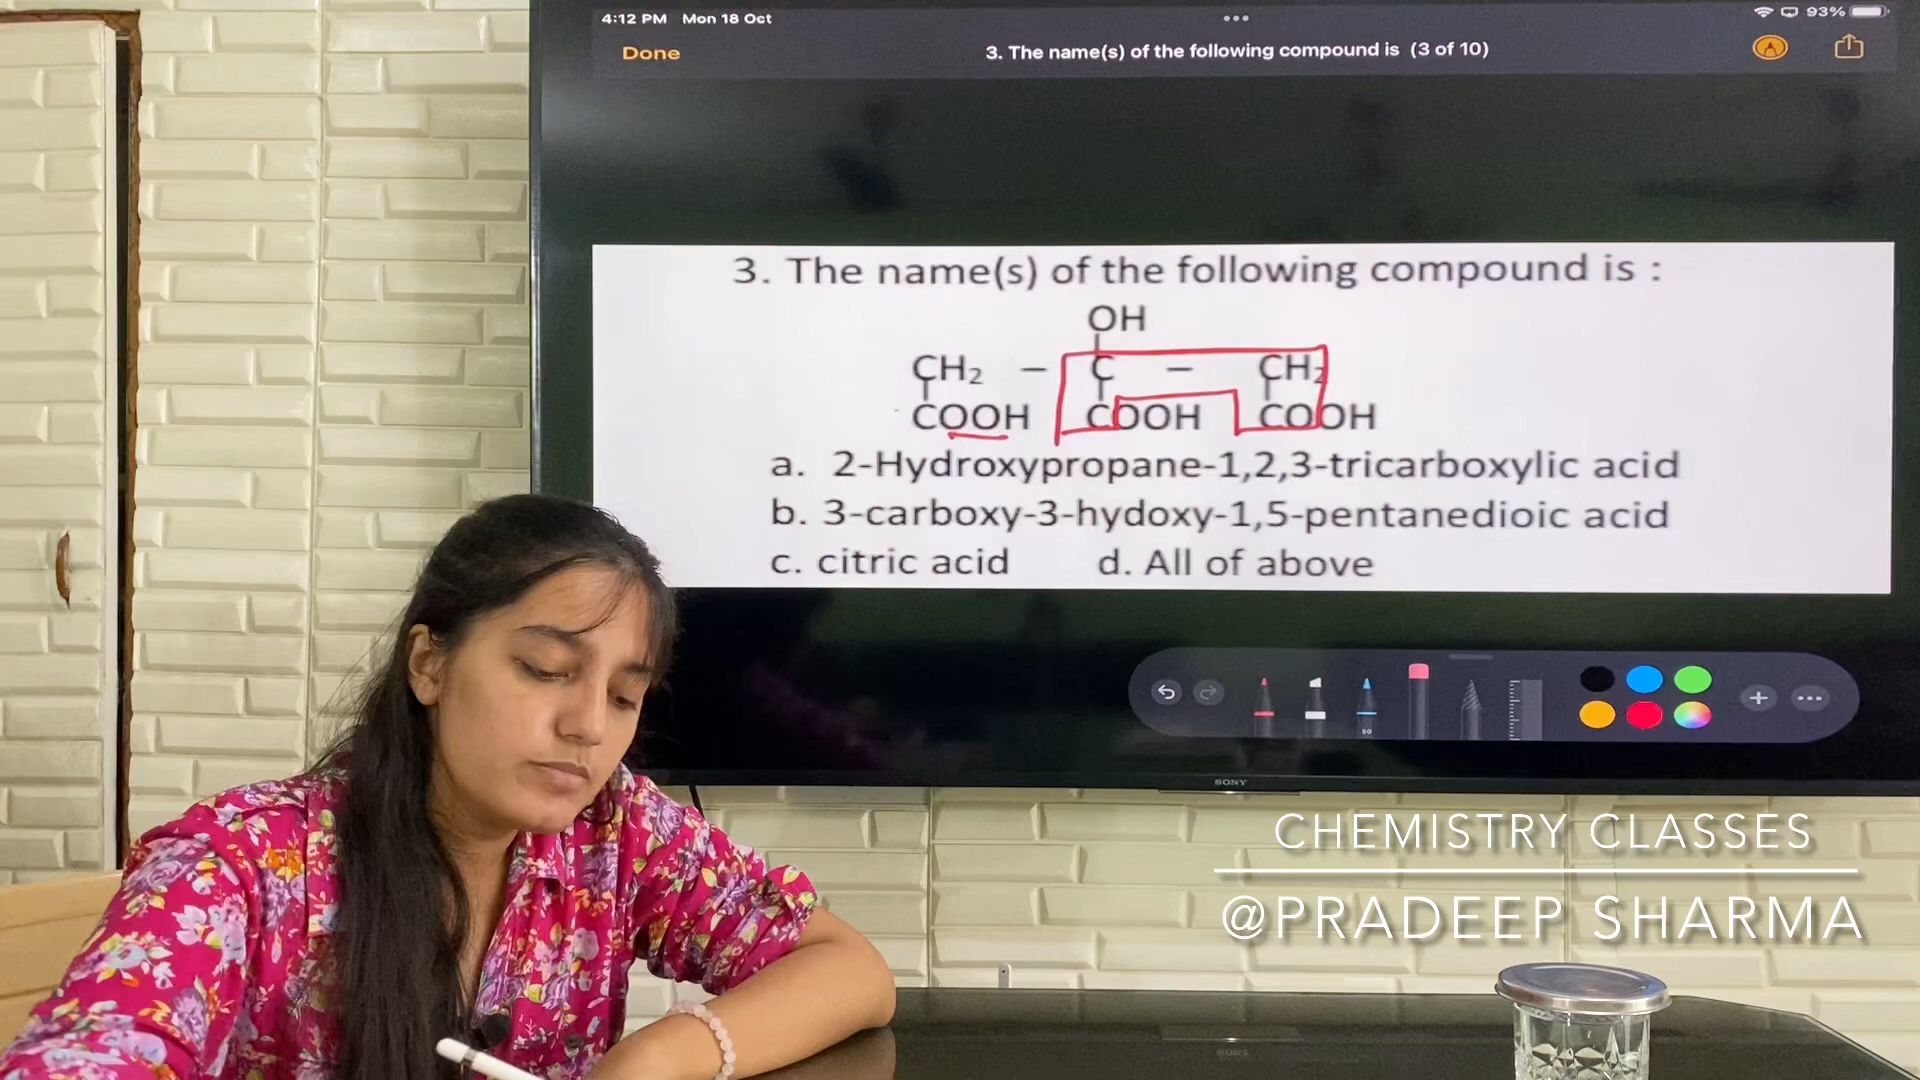 4:12 PM Mon 18 Oct
93%
Done
3. The name(s) of the following compound is (3 of 10)
3. The name(s) of the following compound is :
OH
CH₂ – C – CH₂
COOH COOH COOH
a. 2-Hydroxypropane-1,2,3-tricarboxylic acid
b. 3-carboxy-3-hydoxy-1,5-pentanedioic acid
c. citric acid d. All of above
SONY
CHEMISTRY CLASSES
@PRADEEP SHARMA